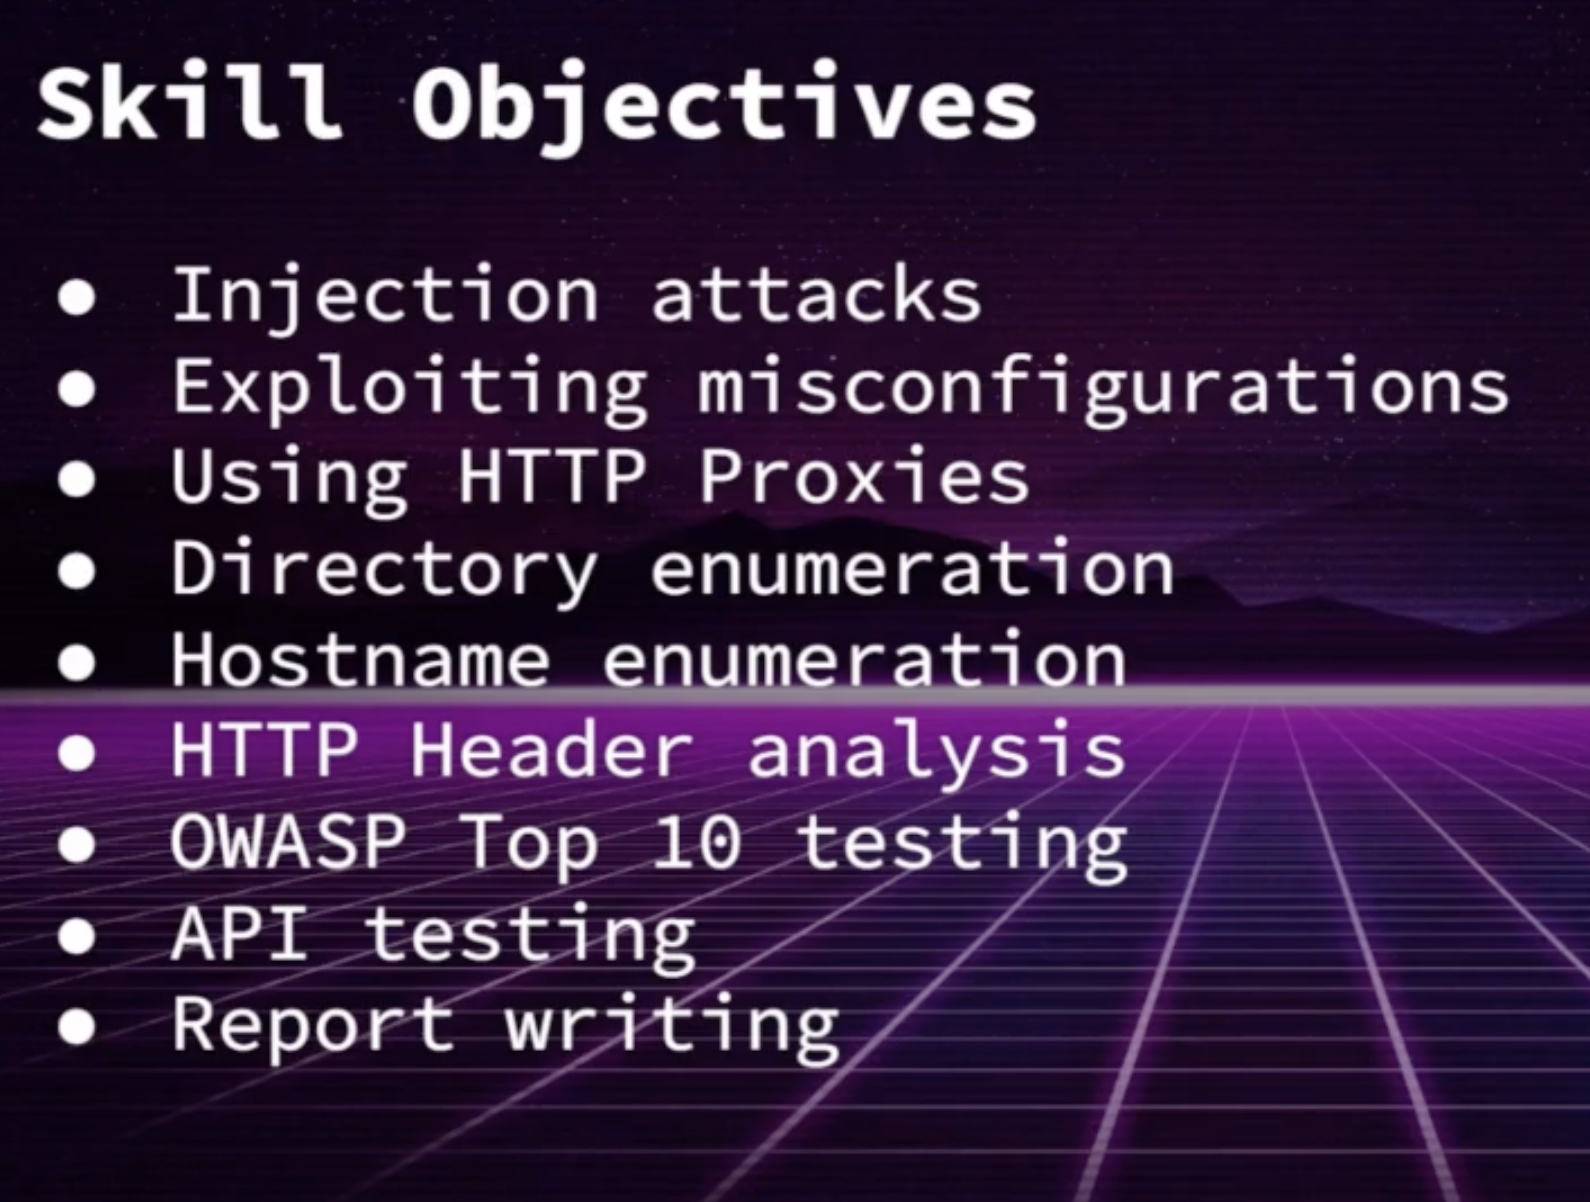 Skill Objectives
● Injection attacks
● Exploiting misconfigurations
● Using HTTP Proxies
● Directory enumeration
● Hostname enumeration
● HTTP Header analysis
● OWASP Top 10 testing
● API testing
● Report writing